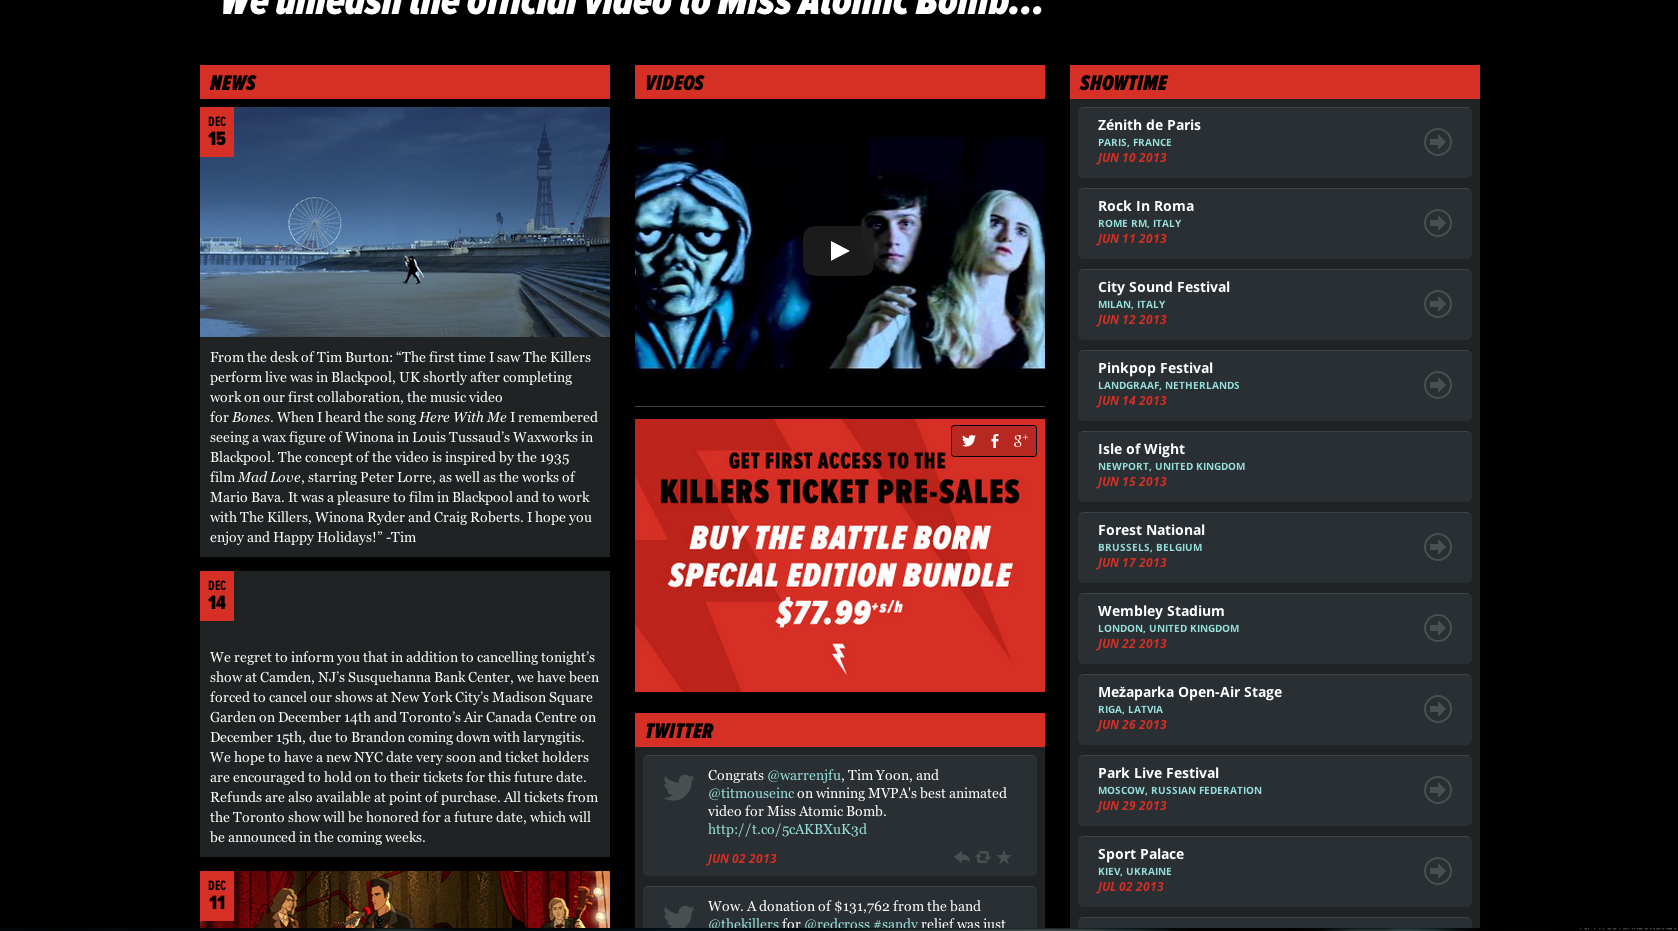 We unleash the official video to Miss Atomic Bomb...
NEWS
DEC
15
From the desk of Tim Burton: “The first time I saw The Killers
perform live was in Blackpool, UK shortly after completing
work on our first collaboration, the music video
for Bones. When I heard the song Here With Me I remembered
seeing a wax figure of Winona in Louis Tussaud’s Waxworks in
Blackpool. The concept of the video is inspired by the 1935
film Mad Love, starring Peter Lorre, as well as the works of
Mario Bava. It was a pleasure to film in Blackpool and to work
with The Killers, Winona Ryder and Craig Roberts. I hope you
enjoy and Happy Holidays!” -Tim
DEC
14
We regret to inform you that in addition to cancelling tonight’s
show at Camden, NJ’s Susquehanna Bank Center, we have been
forced to cancel our shows at New York City’s Madison Square
Garden on December 14th and Toronto’s Air Canada Centre on
December 15th, due to Brandon coming down with laryngitis.
We hope to have a new NYC date very soon and ticket holders
are encouraged to hold on to their tickets for this future date.
Refunds are also available at point of purchase. All tickets from
the Toronto show will be honored for a future date, which will
be announced in the coming weeks.
DEC
11
VIDEOS
GET FIRST ACCESS TO THE
KILLERS TICKET PRE-SALES
BUY THE BATTLE BORN
SPECIAL EDITION BUNDLE
$77.99+s/h
TWITTER
Congrats @warrenjfu, Tim Yoon, and
@titmouseinc on winning MVPA's best animated
video for Miss Atomic Bomb.
http://t.co/5cAKBXuK3d
JUN 02 2013
Wow. A donation of $131,762 from the band
@thekillers for @redcross #sandy relief was just
SHOWTIME
Zénith de Paris
PARIS, FRANCE
JUN 10 2013
Rock In Roma
ROME RM, ITALY
JUN 11 2013
City Sound Festival
MILAN, ITALY
JUN 12 2013
Pinkpop Festival
LANDGRAAF, NETHERLANDS
JUN 14 2013
Isle of Wight
NEWPORT, UNITED KINGDOM
JUN 15 2013
Forest National
BRUSSELS, BELGIUM
JUN 17 2013
Wembley Stadium
LONDON, UNITED KINGDOM
JUN 22 2013
Mežaparka Open-Air Stage
RIGA, LATVIA
JUN 26 2013
Park Live Festival
MOSCOW, RUSSIAN FEDERATION
JUN 29 2013
Sport Palace
KIEV, UKRAINE
JUL 02 2013